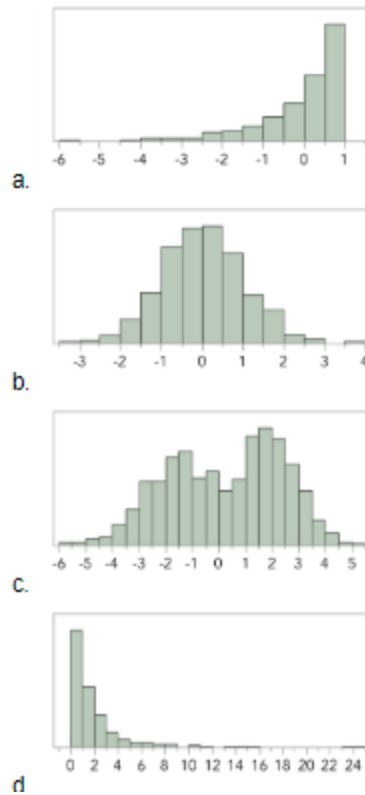 -6 -5 -4 -3 -2 -1 0 1
a.
-3 -2 -1 0 1 2 3 4
b.
-6 -5 -4 -3 -2 -1 0 1 2 3 4 5
c.
0 2 4 6 8 10 12 14 16 18 20 22 24
d